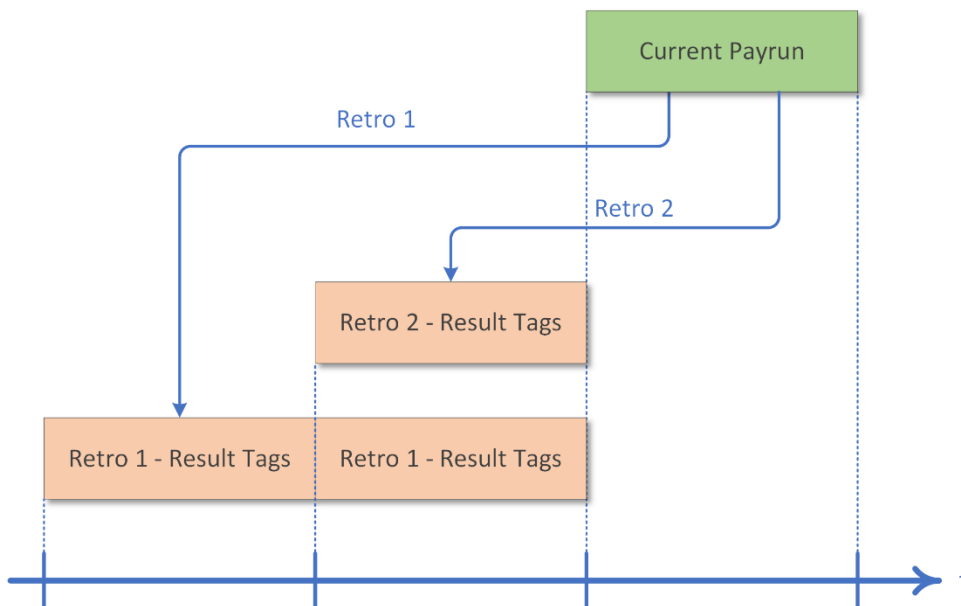 Current Payrun
Retro 1
Retro 2
Retro 2 - Result Tags
Retro 1 - Result Tags
Retro 1 - Result Tags